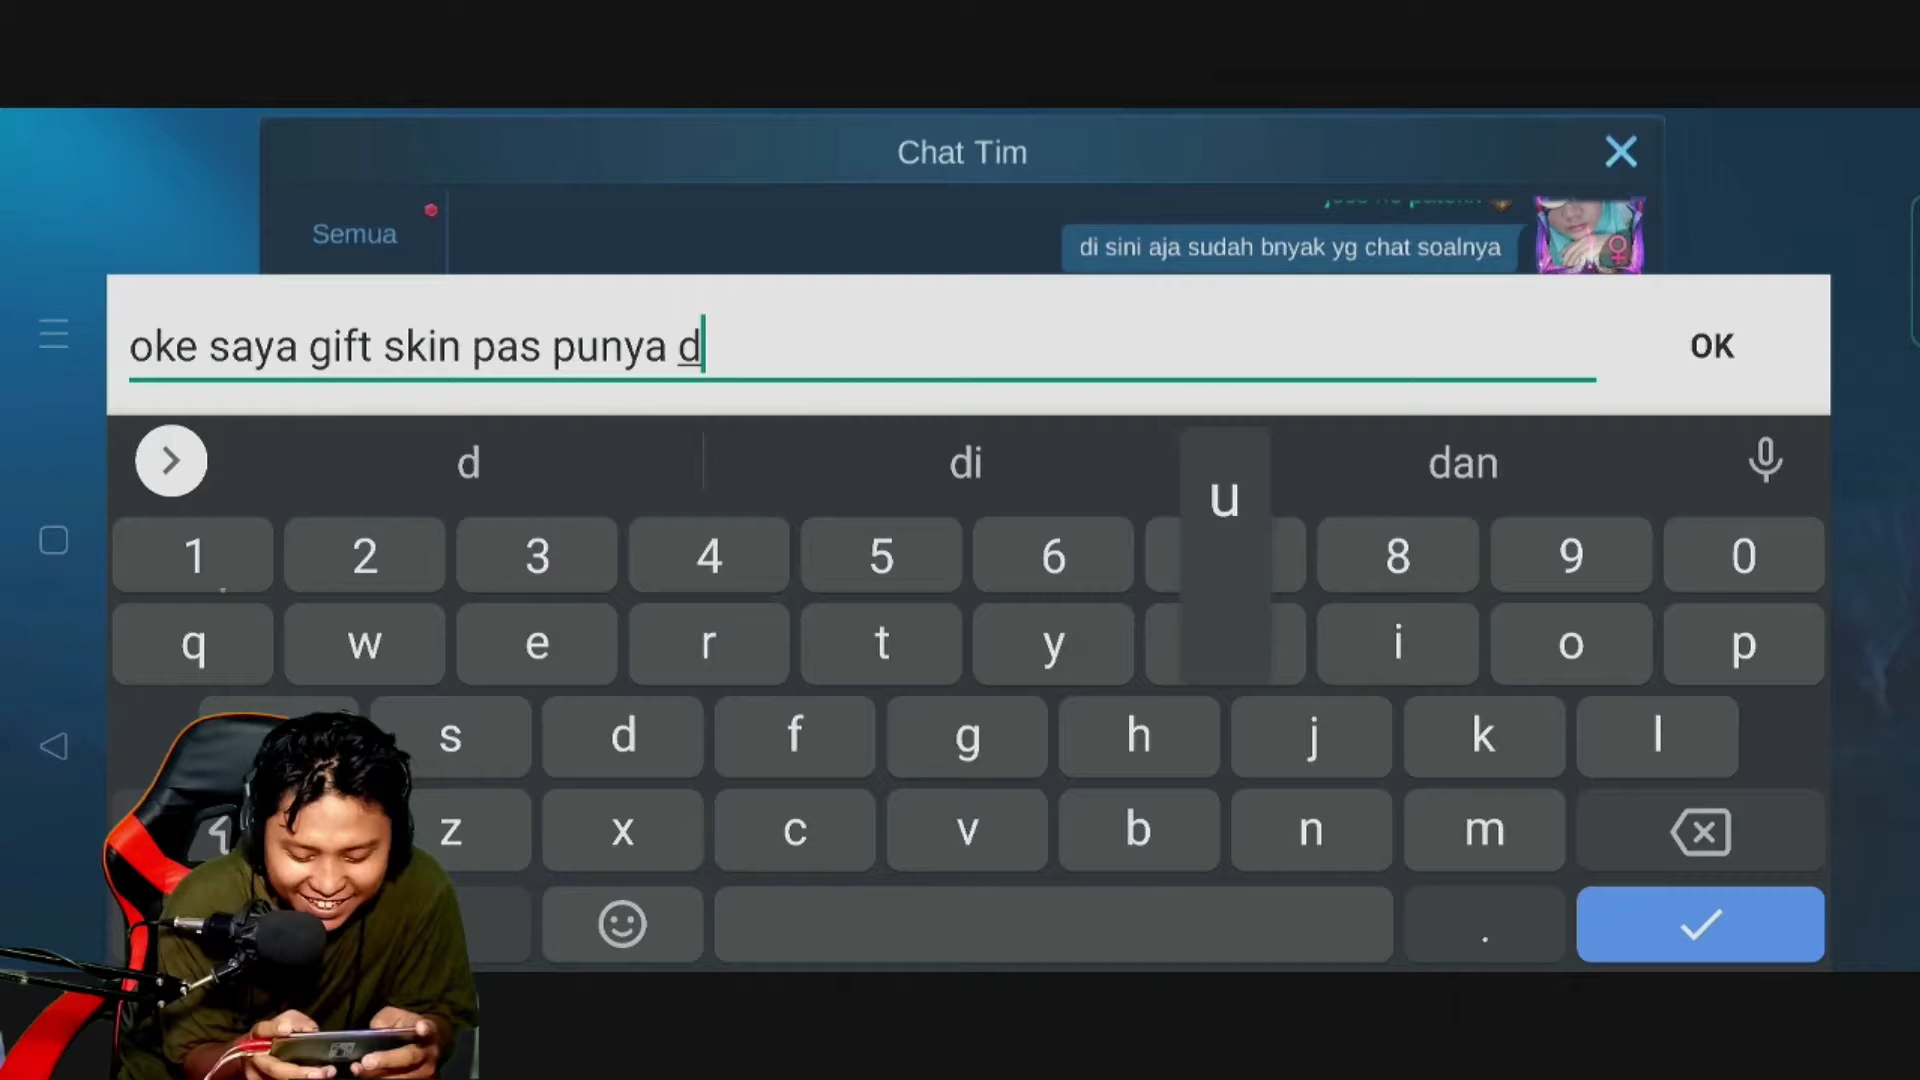 Chat Tim
Semua
di sini aja sudah bnyak yg chat soalnya
oke saya gift skin pas punya d
OK
d di dan
u
1 2 3 4 5 6 8 9 0
q w e r t y i o p
s d f g h j k l
z x c v b n m
.